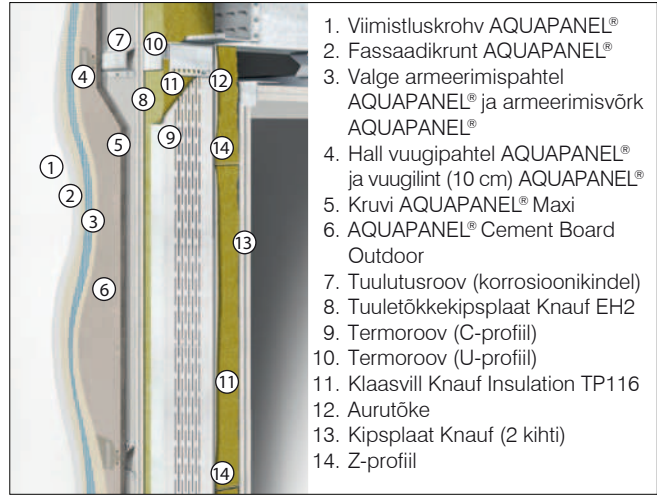 1. Viimistluskrohv AQUAPANEL®
2. Fassaadikrunt AQUAPANEL®
3. Valge armeerimispahtel
AQUAPANEL® ja armeerimisvõrk
AQUAPANEL®
4. Hall vuugipahtel AQUAPANEL®
ja vuugilint (10 cm) AQUAPANEL®
5. Kruvi AQUAPANEL® Maxi
6. AQUAPANEL® Cement Board
Outdoor
7. Tuulutusroov (korrosioonikindel)
8. Tuuletõkkekipsplaat Knauf EH2
9. Termoroov (C-profiil)
10. Termoroov (U-profiil)
11. Klaasvill Knauf Insulation TP116
12. Aurutõke
13. Kipsplaat Knauf (2 kihti)
14. Z-profiil
7
10
4
11
12
8
9
5
14
1
2
3
13
6
11
14